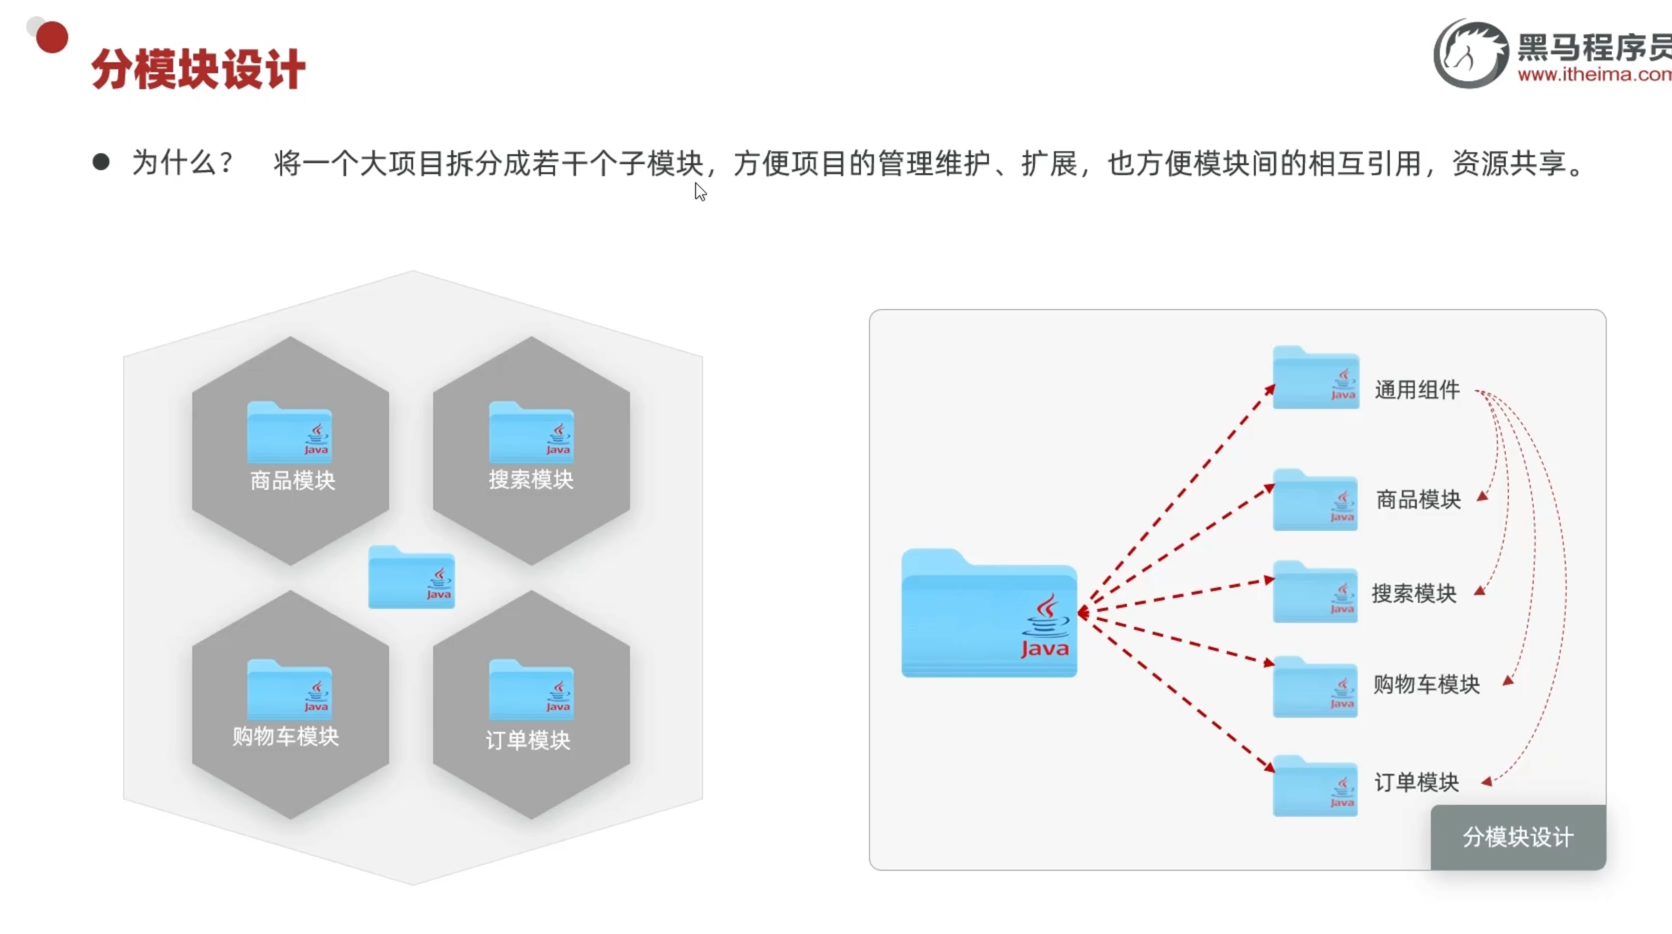 分模块设计
黑马程序员
www.itheima.com
为什么？ 将一个大项目拆分成若干个子模块，方便项目的管理维护、扩展，也方便模块间的相互引用，资源共享。
Java
商品模块
Java
搜索模块
Java
Java
购物车模块
Java
订单模块
Java
Java
通用组件
Java
商品模块
Java
搜索模块
Java
购物车模块
Java
订单模块
分模块设计